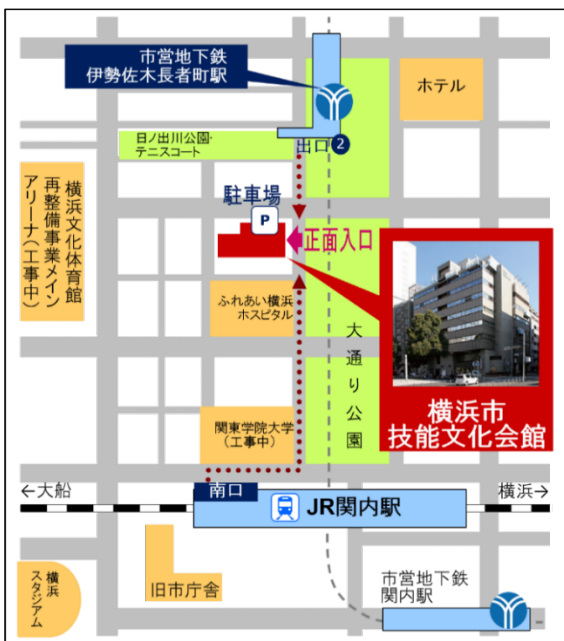 市営地下鉄
伊勢佐木長者町駅
ホテル
日ノ出川公園・
テニスコート
出口2
駐車場
P
正面入口
横浜文化体育館
再整備事業メイン
アリーナ(工事中)
ふれあい横浜
ホスピタル
大通り公園
横浜市
技能文化会館
関東学院大学
(工事中)
←大船
南口
横浜→
JR関内駅
横浜
スタジアム
旧市庁舎
市営地下鉄
関内駅